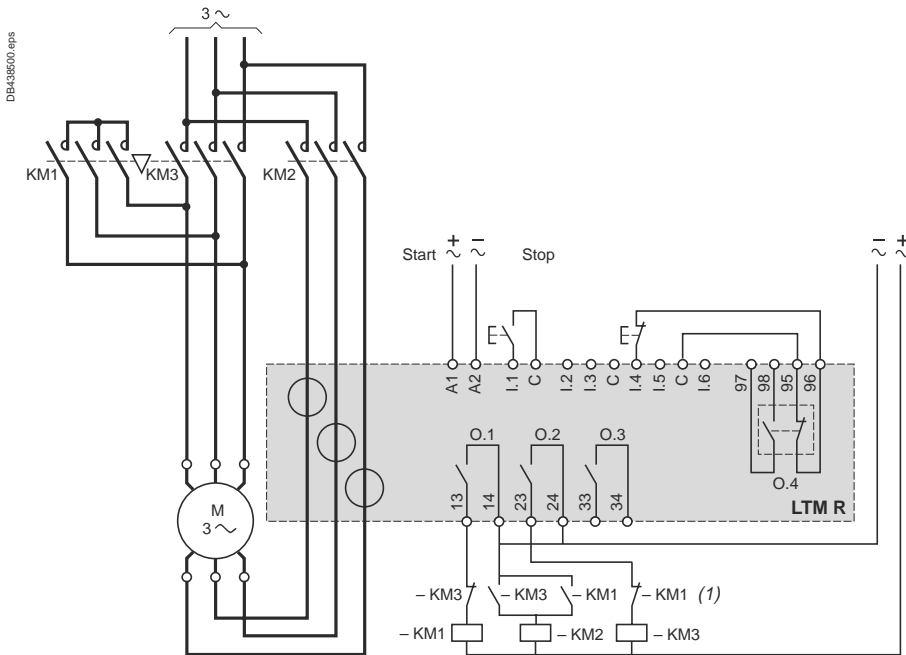 DB438500.eps
3 ~
KM1
KM3
KM2
Start
+
~
−
~
Stop
−
~
+
~
A1
A2
I.1
C
I.2
I.3
C
I.4
I.5
C
I.6
97
98
95
96
O.1
O.2
O.3
O.4
13
14
23
24
33
34
LTM R
M
3 ~
– KM3
– KM3
– KM1
– KM1 (1)
– KM1
– KM2
– KM3